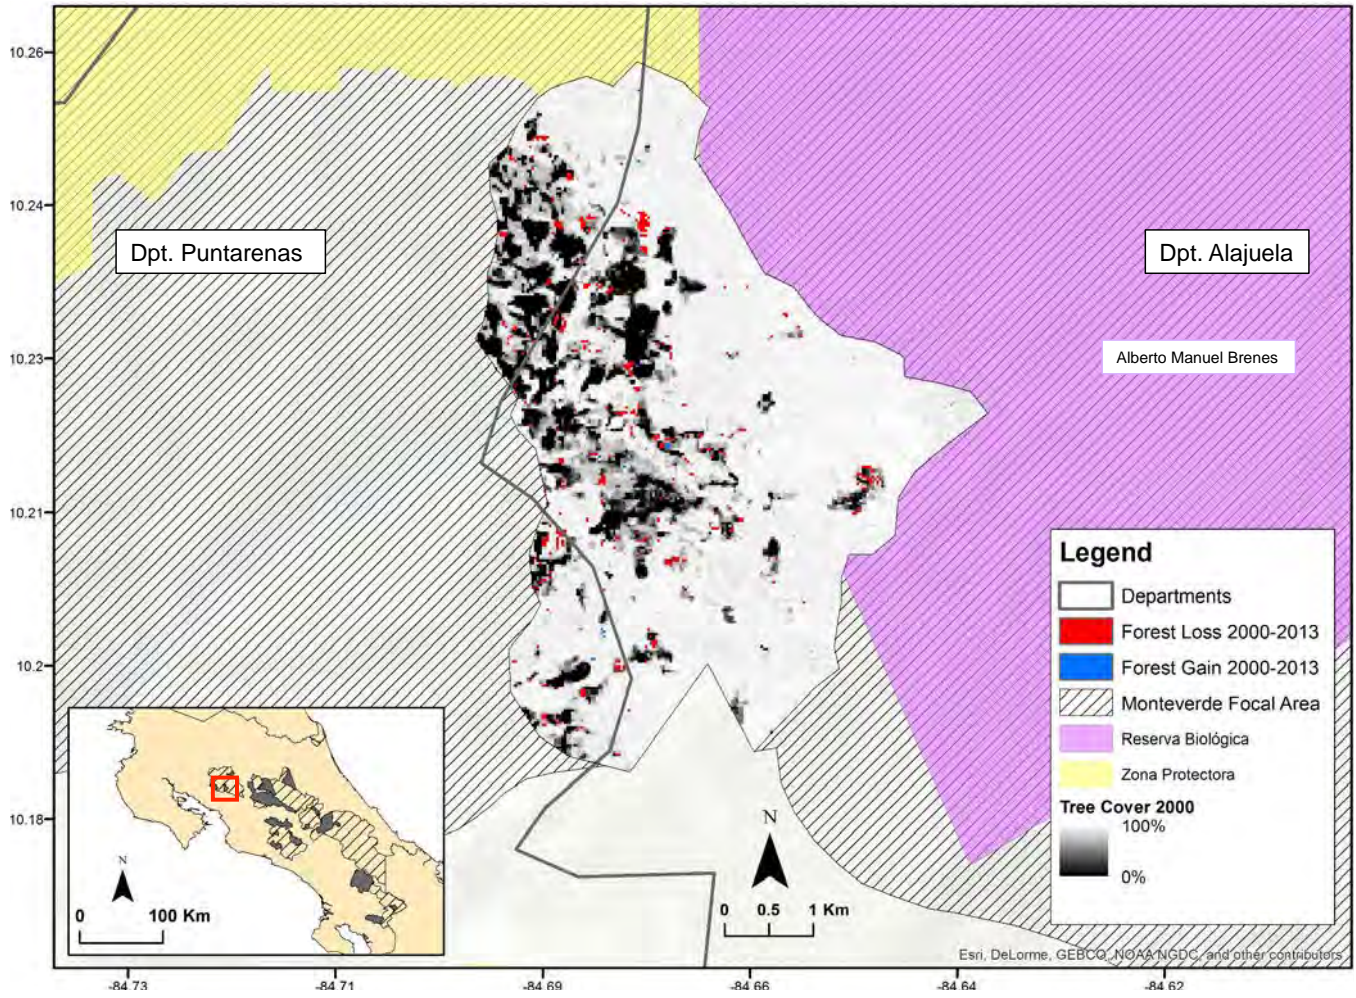 10.26
10.24
10.23
10.21
10.2
10.18
Dpt. Puntarenas
Dpt. Alajuela
Alberto Manuel Brenes
Legend
Departments
Forest Loss 2000-2013
Forest Gain 2000-2013
Monteverde Focal Area
Reserva Biológica
Zona Protectora
Tree Cover 2000
100%
0%
N
0 100 Km
N
0 0.5 1 Km
Esri, DeLorme, GEBCO, NOAA NGDC, and other contributors
-84.73 -84.71 -84.69 -84.66 -84.64 -84.62